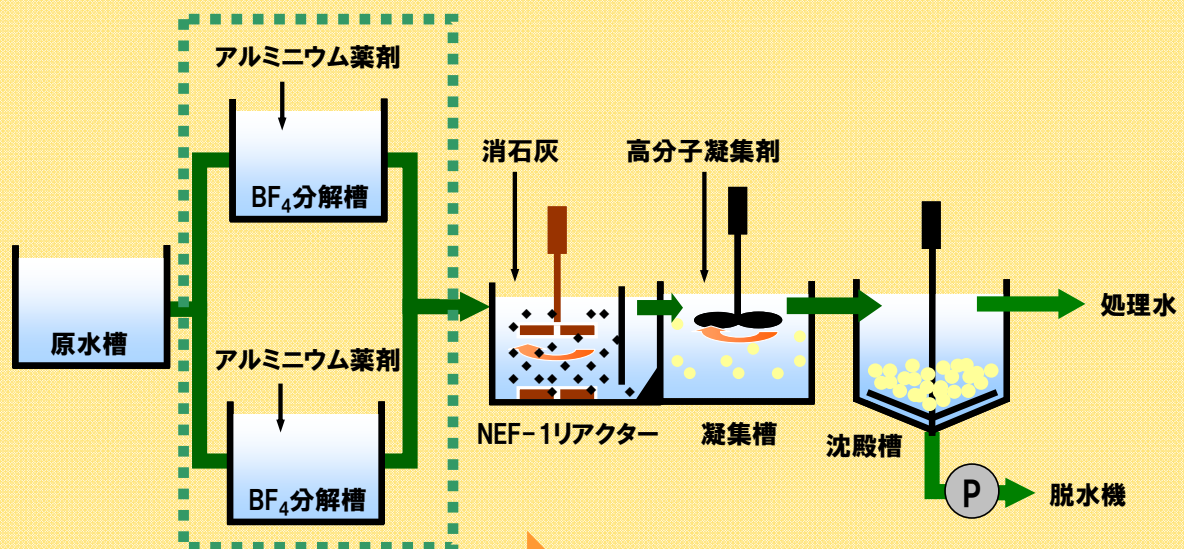 アルミニウム薬剤
BF₄分解槽
原水槽
アルミニウム薬剤
BF₄分解槽
消石灰
高分子凝集剤
NEF-1リアクター
凝集槽
沈殿槽
処理水
P
脱水機